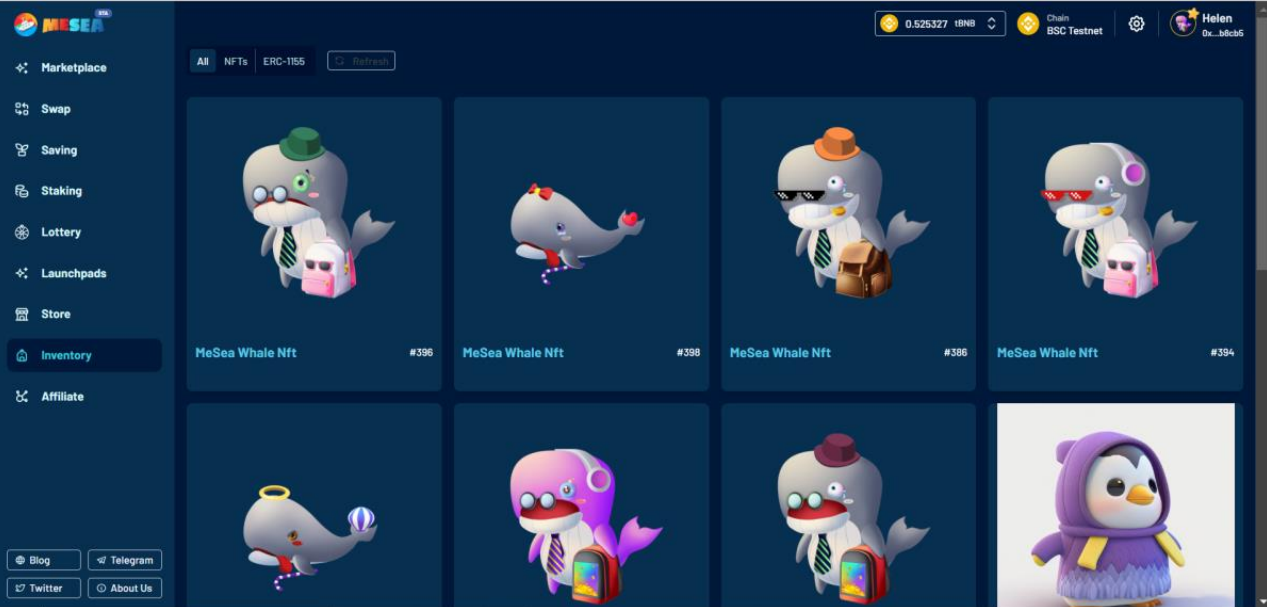 MESEA
BETA
Marketplace
Swap
Saving
Staking
Lottery
Launchpads
Store
Inventory
Affiliate
Blog
Telegram
Twitter
About Us
0.525327 tBNB
Chain
BSC Testnet
Helen
0x...b8cb5
All NFTs ERC-1155 Refresh
MeSea Whale Nft #396
MeSea Whale Nft #398
MeSea Whale Nft #386
MeSea Whale Nft #394